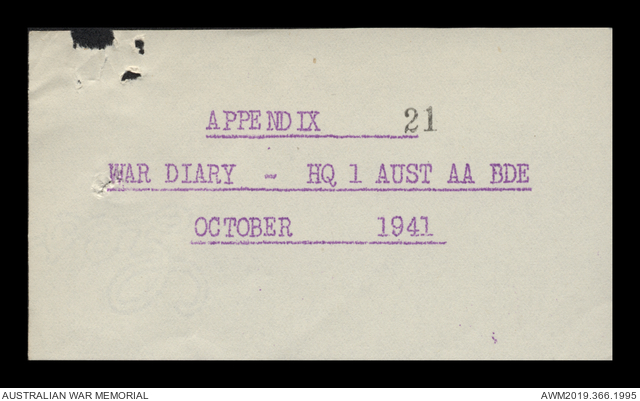 APPENDIX 21
WAR DIARY - HQ 1 AUST AA BDE
OCTOBER 1941
AUSTRALIAN WAR MEMORIAL AWM2019.366.1995